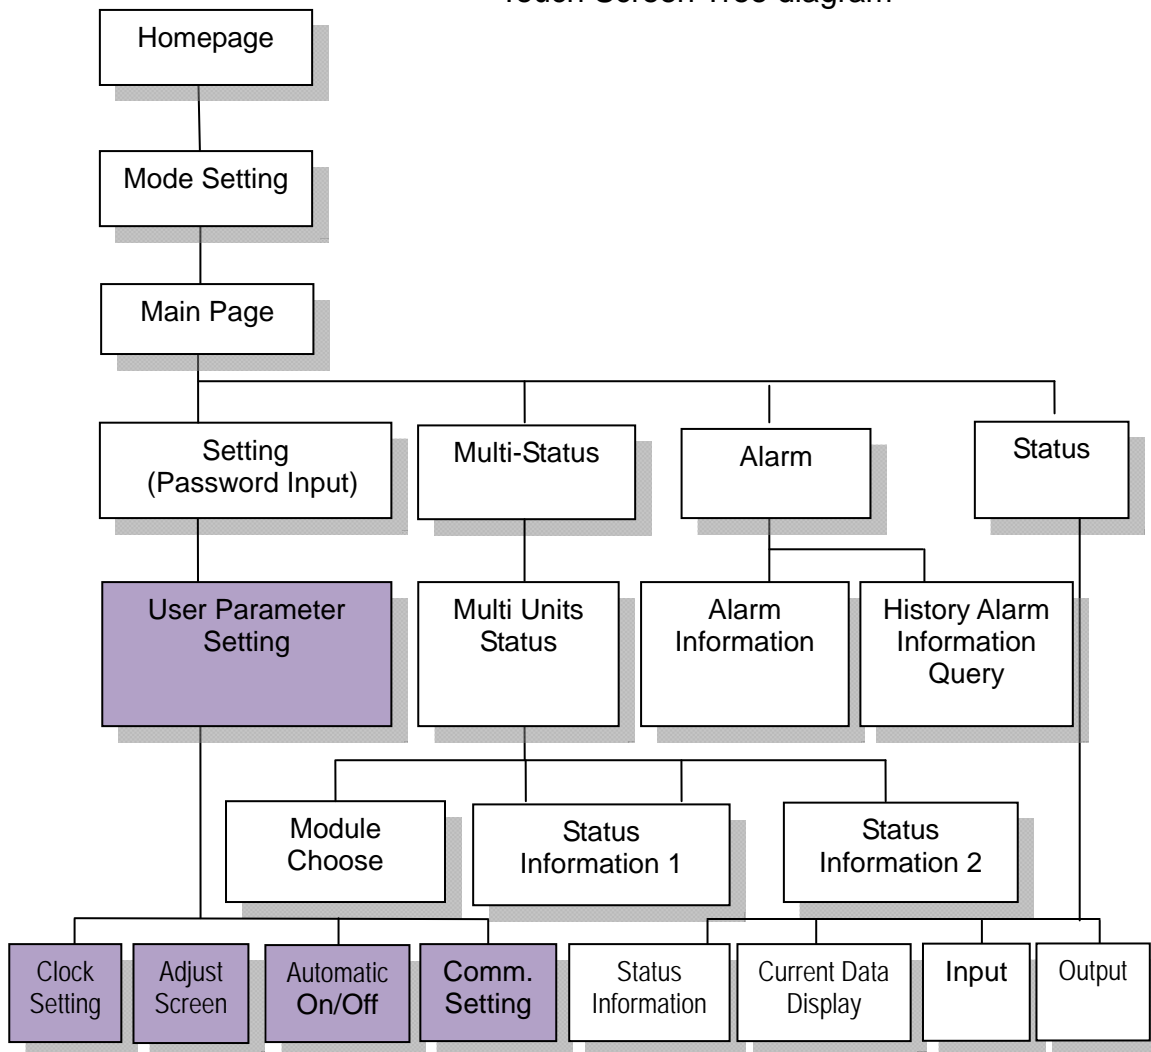 Touch Screen Tree diagram
Homepage
Mode Setting
Main Page
Setting
(Password Input)
Multi-Status
Alarm
Status
User Parameter
Setting
Multi Units
Status
Alarm
Information
History Alarm
Information
Query
Module
Choose
Status
Information 1
Status
Information 2
Clock
Setting
Adjust
Screen
Automatic
On/Off
Comm.
Setting
Status
Information
Current Data
Display
Input
Output